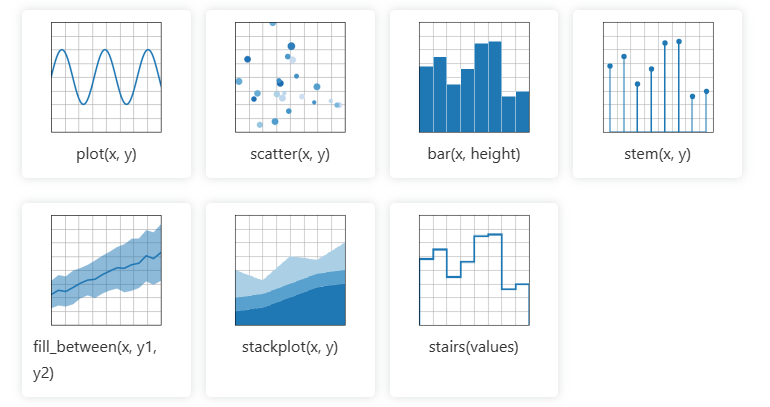 plot(x, y)
scatter(x, y)
bar(x, height)
stem(x, y)
fill_between(x, y1,
y2)
stackplot(x, y)
stairs(values)